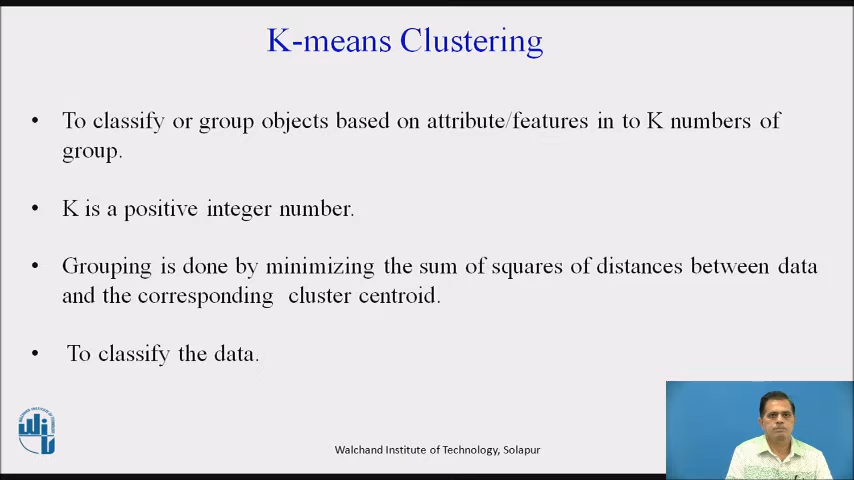 K-means Clustering
• To classify or group objects based on attribute/features in to K numbers of
group.
• K is a positive integer number.
• Grouping is done by minimizing the sum of squares of distances between data
and the corresponding cluster centroid.
• To classify the data.
Walchand Institute of Technology, Solapur